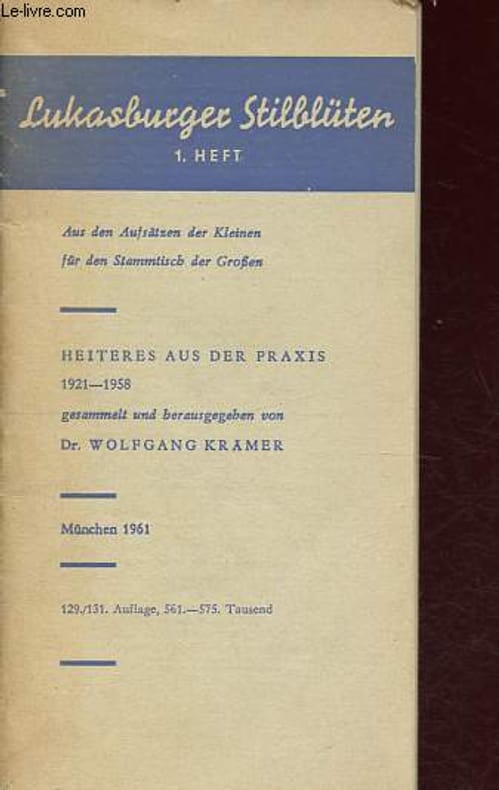 Le-livre.com
Lukasburger Stilblüten
1. HEFT
Aus den Aufsätzen der Kleinen
für den Stammtisch der Großen
HEITERES AUS DER PRAXIS
1921—1958
gesammelt und herausgegeben von
Dr. WOLFGANG KRÄMER
München 1961
129./131. Auflage, 561.—575. Tausend